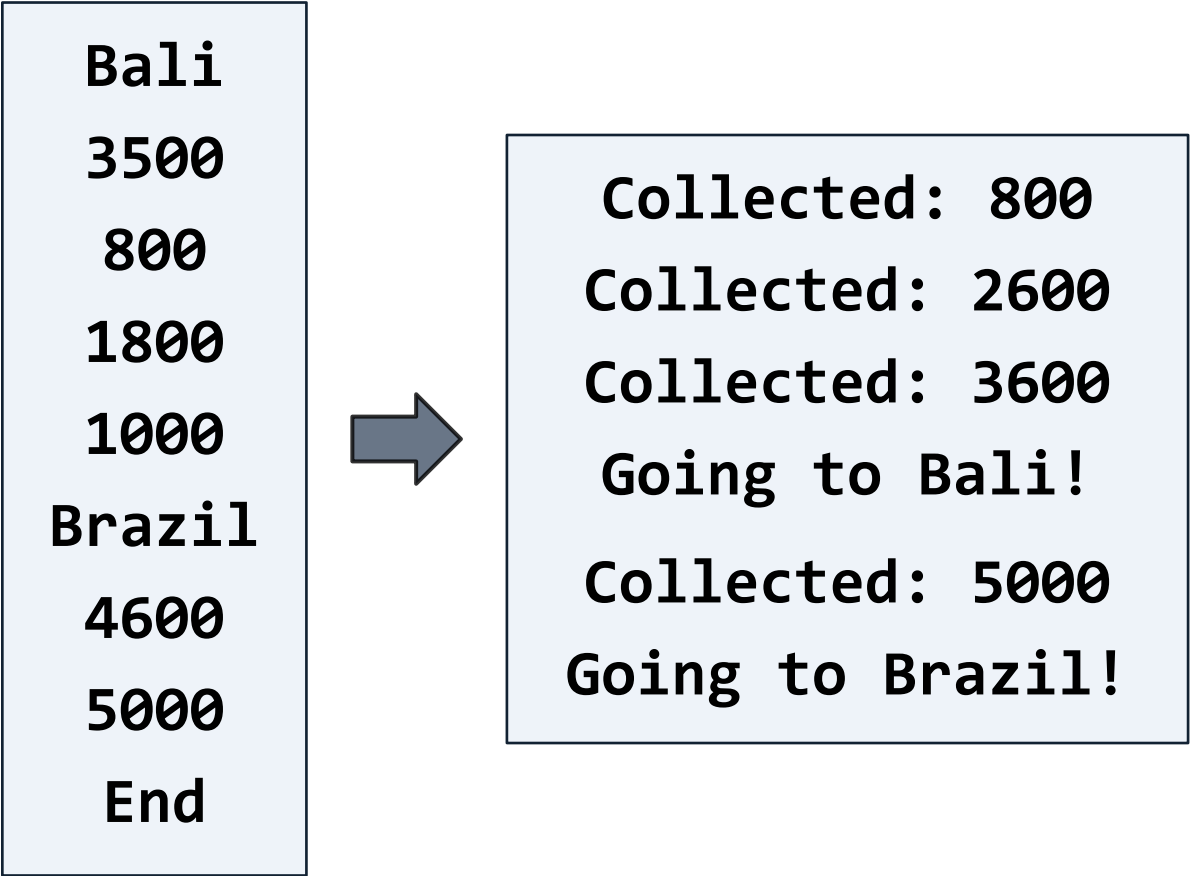 Bali
3500
800
1800
1000
Brazil
4600
5000
End
Collected: 800
Collected: 2600
Collected: 3600
Going to Bali!
Collected: 5000
Going to Brazil!